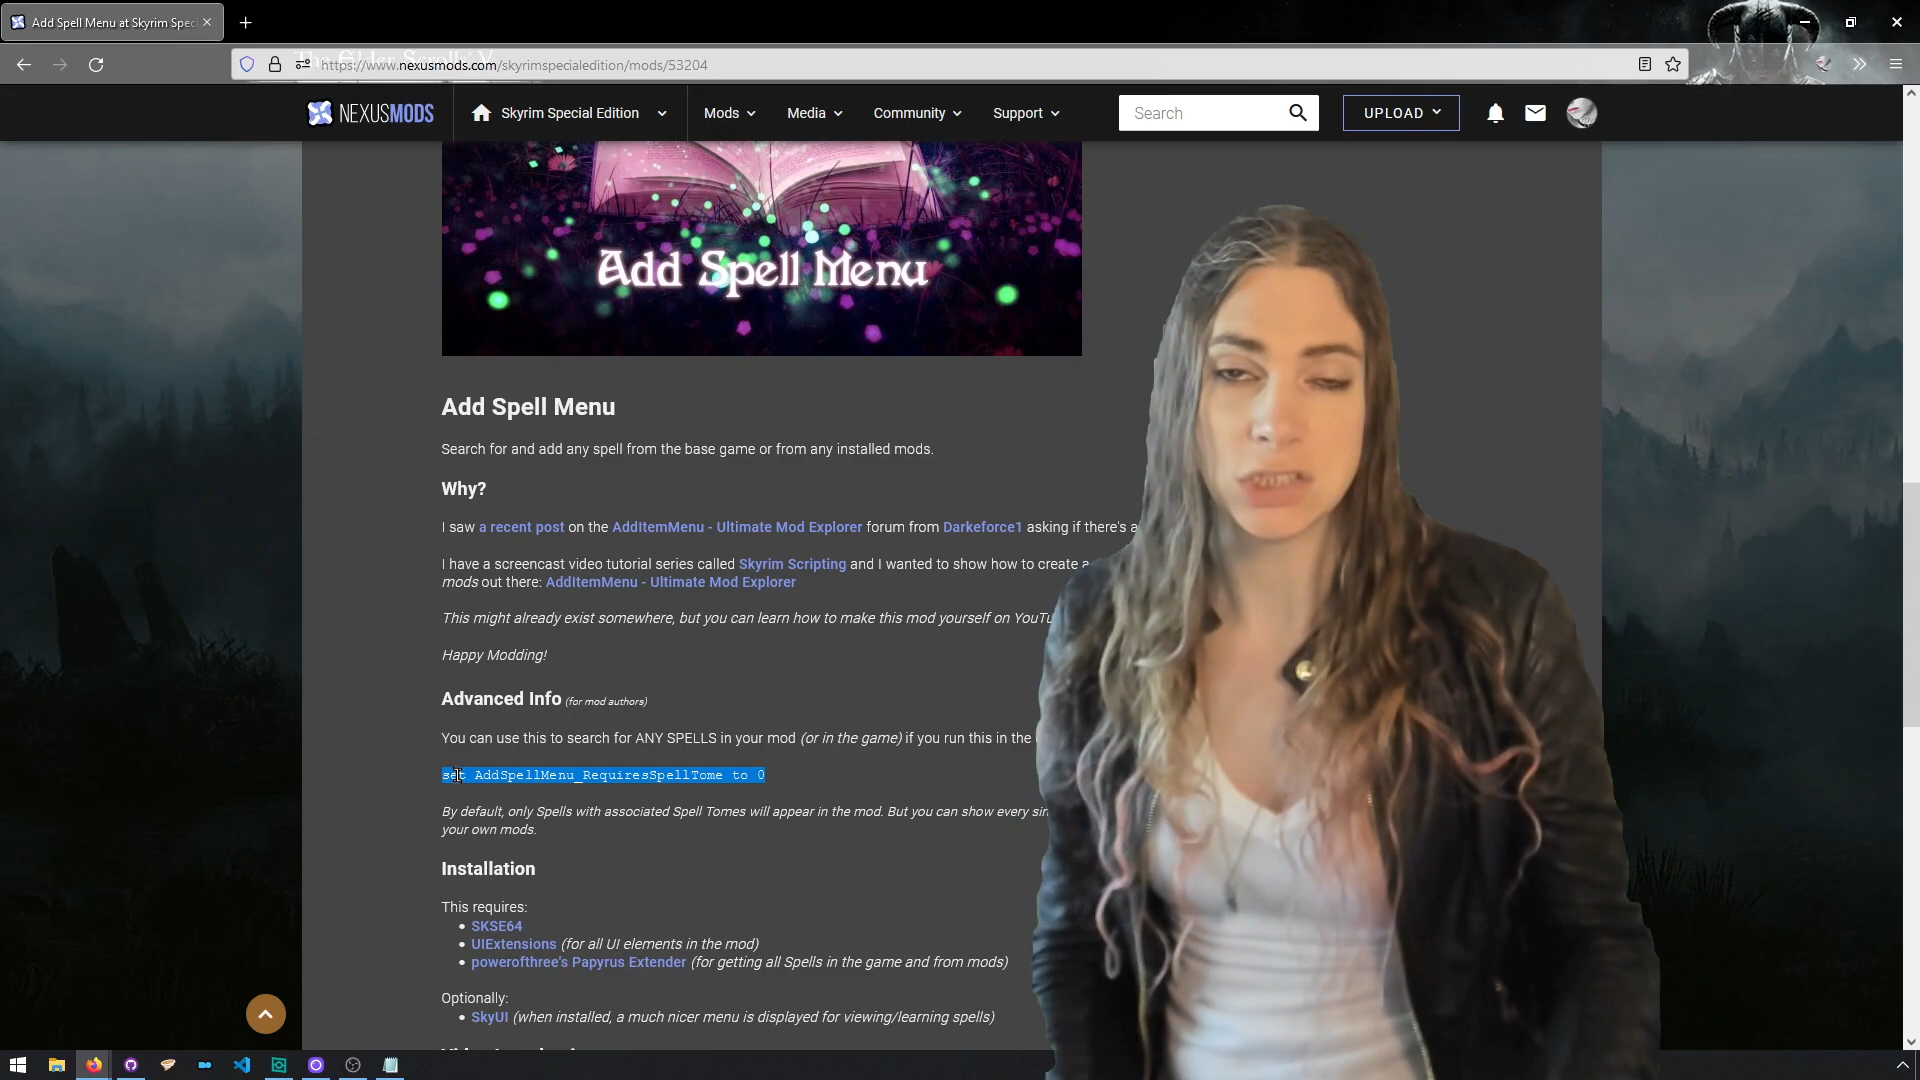 Add Spell Menu at Skyrim Speci
https://www.nexusmods.com/skyrimspecialedition/mods/53204
NEXUSMODS
Skyrim Special Edition
Mods
Media
Community
Support
Search
UPLOAD
Add Spell Menu
Add Spell Menu
Search for and add any spell from the base game or from any installed mods.
Why?
I saw a recent post on the AddItemMenu - Ultimate Mod Explorer forum from Darkeforce1 asking if there's a
I have a screencast video tutorial series called Skyrim Scripting and I wanted to show how to create a
mods out there: AddItemMenu - Ultimate Mod Explorer
This might already exist somewhere, but you can learn how to make this mod yourself on YouTu
Happy Modding!
Advanced Info (for mod authors)
You can use this to search for ANY SPELLS in your mod (or in the game) if you run this in the
set AddSpellMenu_RequiresSpellTome to 0
By default, only Spells with associated Spell Tomes will appear in the mod. But you can show every sin
your own mods.
Installation
This requires:
• SKSE64
• UIExtensions (for all UI elements in the mod)
• powerofthree's Papyrus Extender (for getting all Spells in the game and from mods)
Optionally:
• SkyUI (when installed, a much nicer menu is displayed for viewing/learning spells)